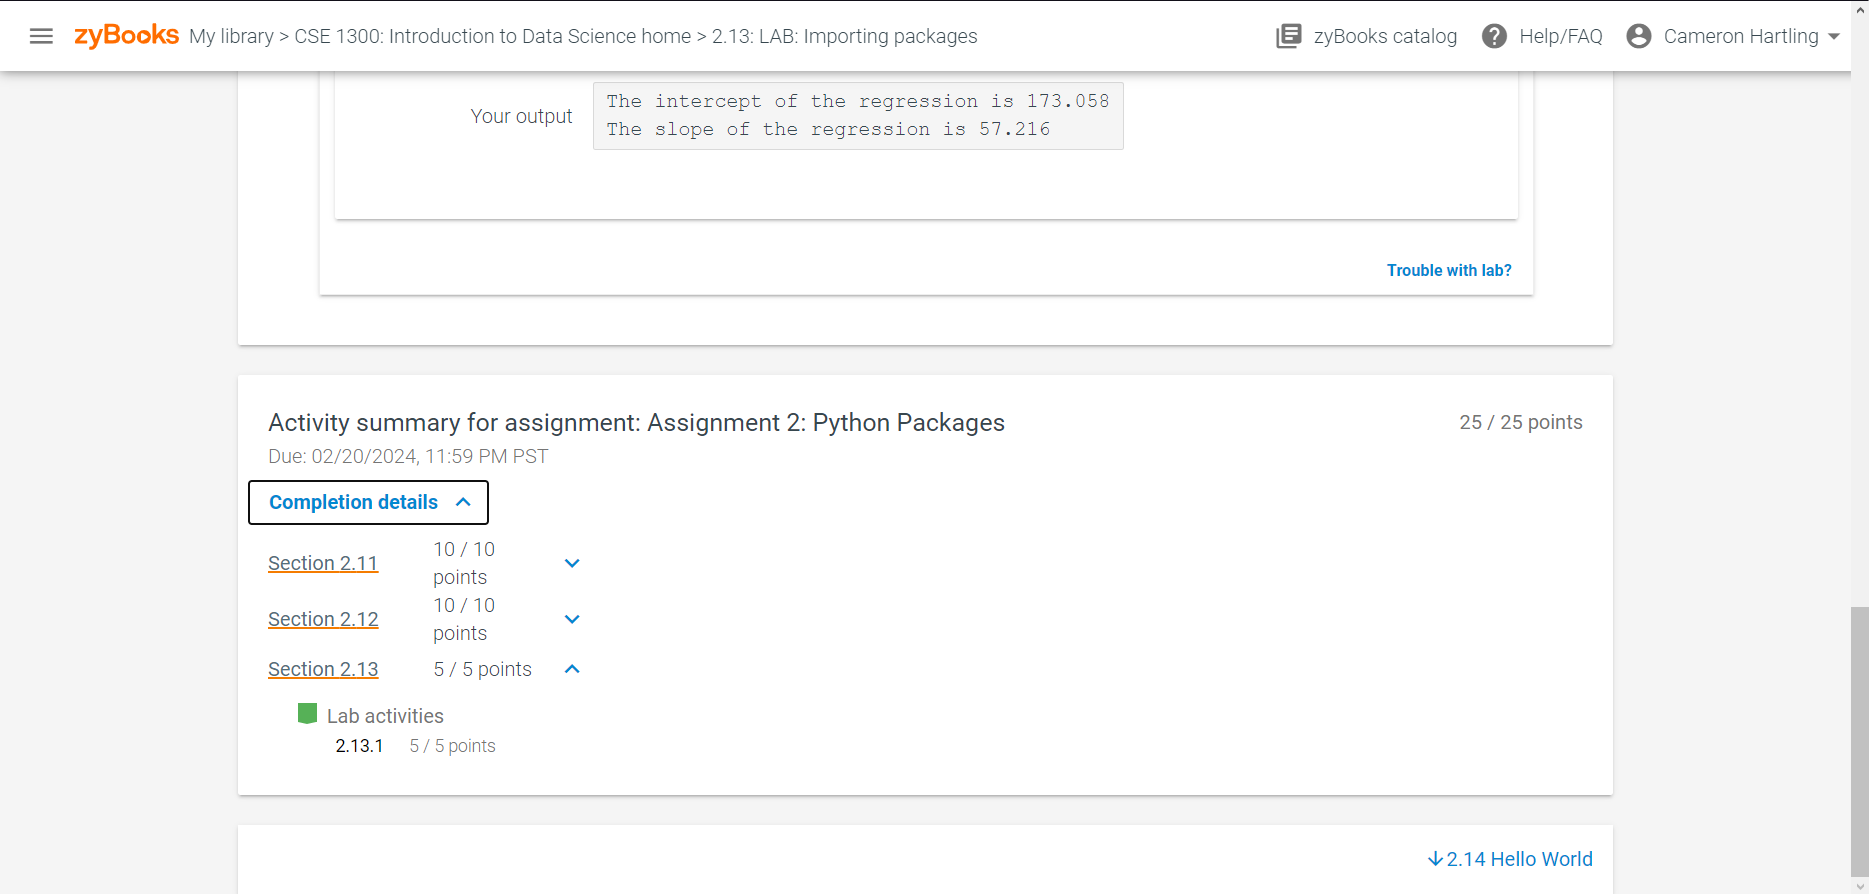 zyBooks My library > CSE 1300: Introduction to Data Science home > 2.13: LAB: Importing packages zyBooks catalog Help/FAQ Cameron Hartling
Your output
The intercept of the regression is 173.058
The slope of the regression is 57.216
Trouble with lab?
Activity summary for assignment: Assignment 2: Python Packages 25 / 25 points
Due: 02/20/2024, 11:59 PM PST
Completion details
Section 2.11 10 / 10
points
Section 2.12 10 / 10
points
Section 2.13 5 / 5 points
Lab activities
2.13.1 5 / 5 points
2.14 Hello World